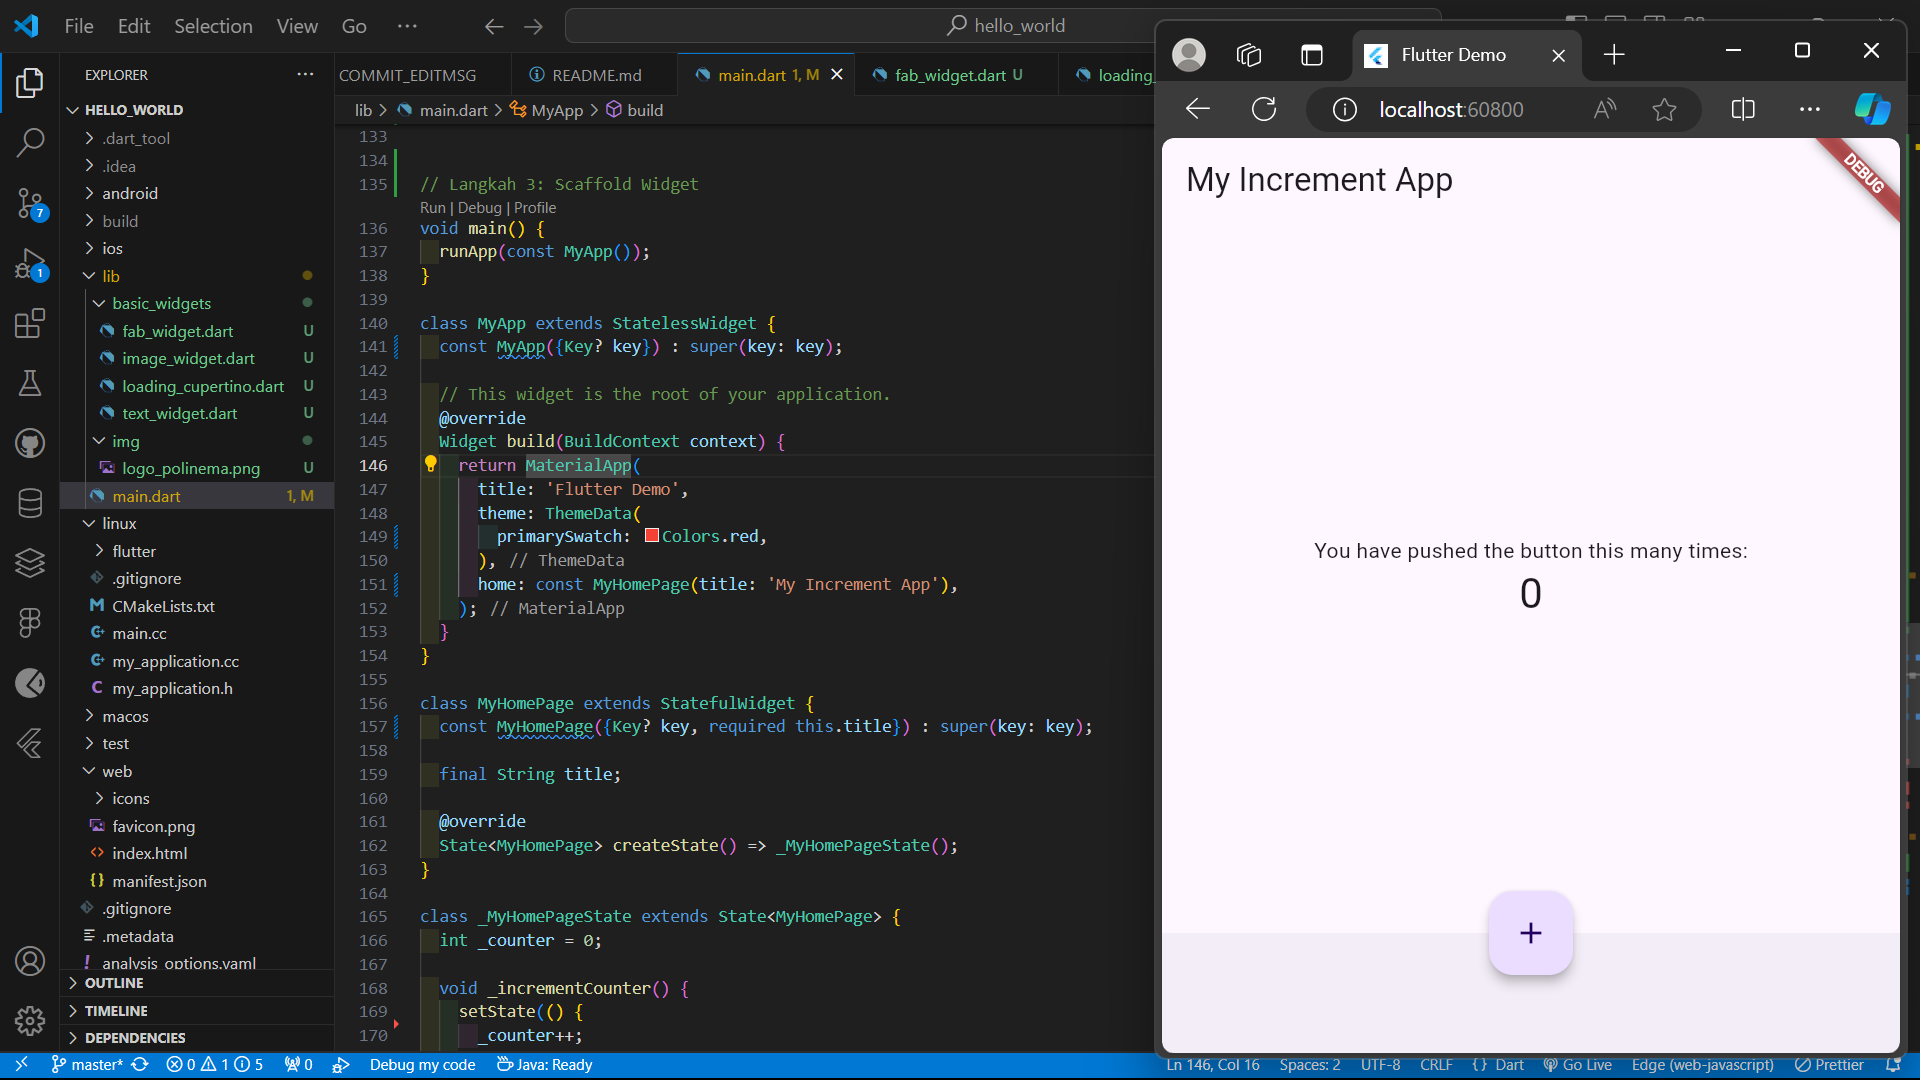 File Edit Selection View Go ··· hello_world
EXPLORER ···
HELLO_WORLD
.dart_tool
.idea
android
build
ios
lib
basic_widgets
fab_widget.dart U
image_widget.dart U
loading_cupertino.dart U
text_widget.dart U
img
logo_polinema.png U
main.dart 1, M
linux
flutter
.gitignore
CMakeLists.txt
main.cc
my_application.cc
my_application.h
macos
test
web
icons
favicon.png
index.html
manifest.json
.gitignore
.metadata
analysis_options.yaml
OUTLINE
TIMELINE
DEPENDENCIES
7
1
COMMIT_EDITMSG README.md main.dart 1, M fab_widget.dart U loading_
lib > main.dart > MyApp > build
133
134
135 // Langkah 3: Scaffold Widget
Run | Debug | Profile
136 void main() {
137 runApp(const MyApp());
138 }
139
140 class MyApp extends StatelessWidget {
141 const MyApp({Key? key}) : super(key: key);
142
143 // This widget is the root of your application.
144 @override
145 Widget build(BuildContext context) {
146 return MaterialApp(
147 title: 'Flutter Demo',
148 theme: ThemeData(
149 primarySwatch: Colors.red,
150 ), // ThemeData
151 home: const MyHomePage(title: 'My Increment App'),
152 ); // MaterialApp
153 }
154 }
155
156 class MyHomePage extends StatefulWidget {
157 const MyHomePage({Key? key, required this.title}) : super(key: key);
158
159 final String title;
160
161 @override
162 State<MyHomePage> createState() => _MyHomePageState();
163 }
164
165 class _MyHomePageState extends State<MyHomePage> {
166 int _counter = 0;
167
168 void _incrementCounter() {
169 setState(() {
170 _counter++;
Flutter Demo
localhost:60800
My Increment App
DEBUG
You have pushed the button this many times:
0
+
master* 0 1 5 0 Debug my code Java: Ready Ln 146, Col 16 Spaces: 2 UTF-8 CRLF {} Dart Go Live Edge (web-javascript) Prettier